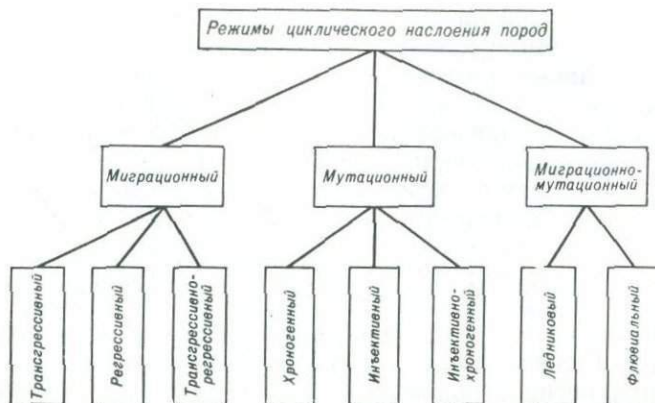 Режимы циклического наслоения пород
Миграционный
Мутационный
Миграционно-
мутационный
Трансгрессивный
Регрессивный
Трансгрессивно-
регрессивный
Хроногенный
Инъективный
Инъективно-
хроногенный
Ледниковый
Флювиальный